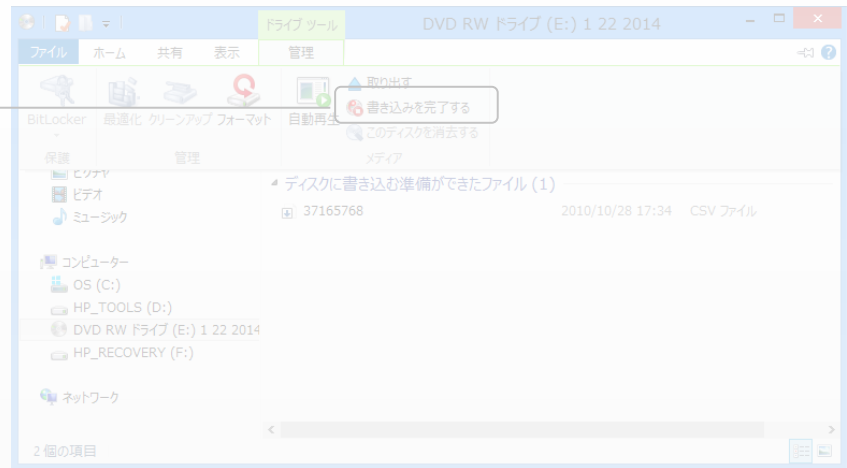 ドライブ ツール DVD RW ドライブ (E:) 1 22 2014
ファイル ホーム 共有 表示 管理
取り出す
書き込みを完了する
このディスクを消去する
BitLocker 最適化 クリーンアップ フォーマット 自動再生
保護 管理 メディア
ピクチャ
ビデオ
ミュージック
コンピューター
OS (C:)
HP_TOOLS (D:)
DVD RW ドライブ (E:) 1 22 2014
HP_RECOVERY (F:)
ネットワーク
ディスクに書き込む準備ができたファイル (1)
37165768 2010/10/28 17:34 CSV ファイル
2 個の項目